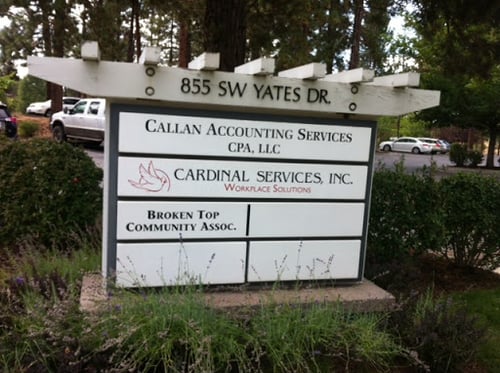 855 SW YATES DR.
CALLAN ACCOUNTING SERVICES
CPA, LLC
CARDINAL SERVICES, INC.
WORKPLACE SOLUTIONS
BROKEN TOP
COMMUNITY ASSOC.